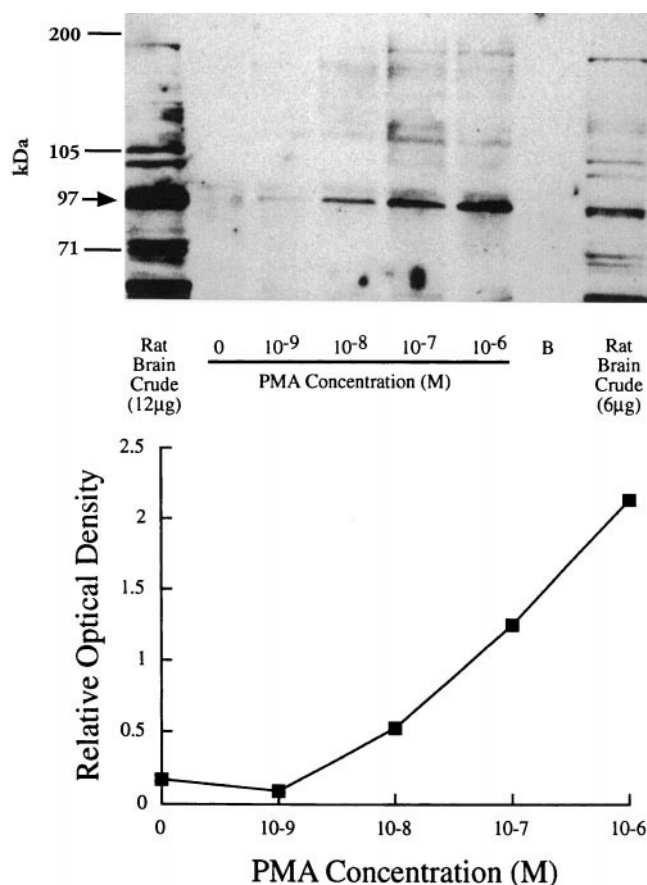 200
105
97
71
kDa
Rat
Brain
Crude
(12µg)
0 10-9 10-8 10-7 10-6 B
PMA Concentration (M)
Rat
Brain
Crude
(6µg)
2.5
2
1.5
1
0.5
0
Relative Optical Density
0 10-9 10-8 10-7 10-6
PMA Concentration (M)